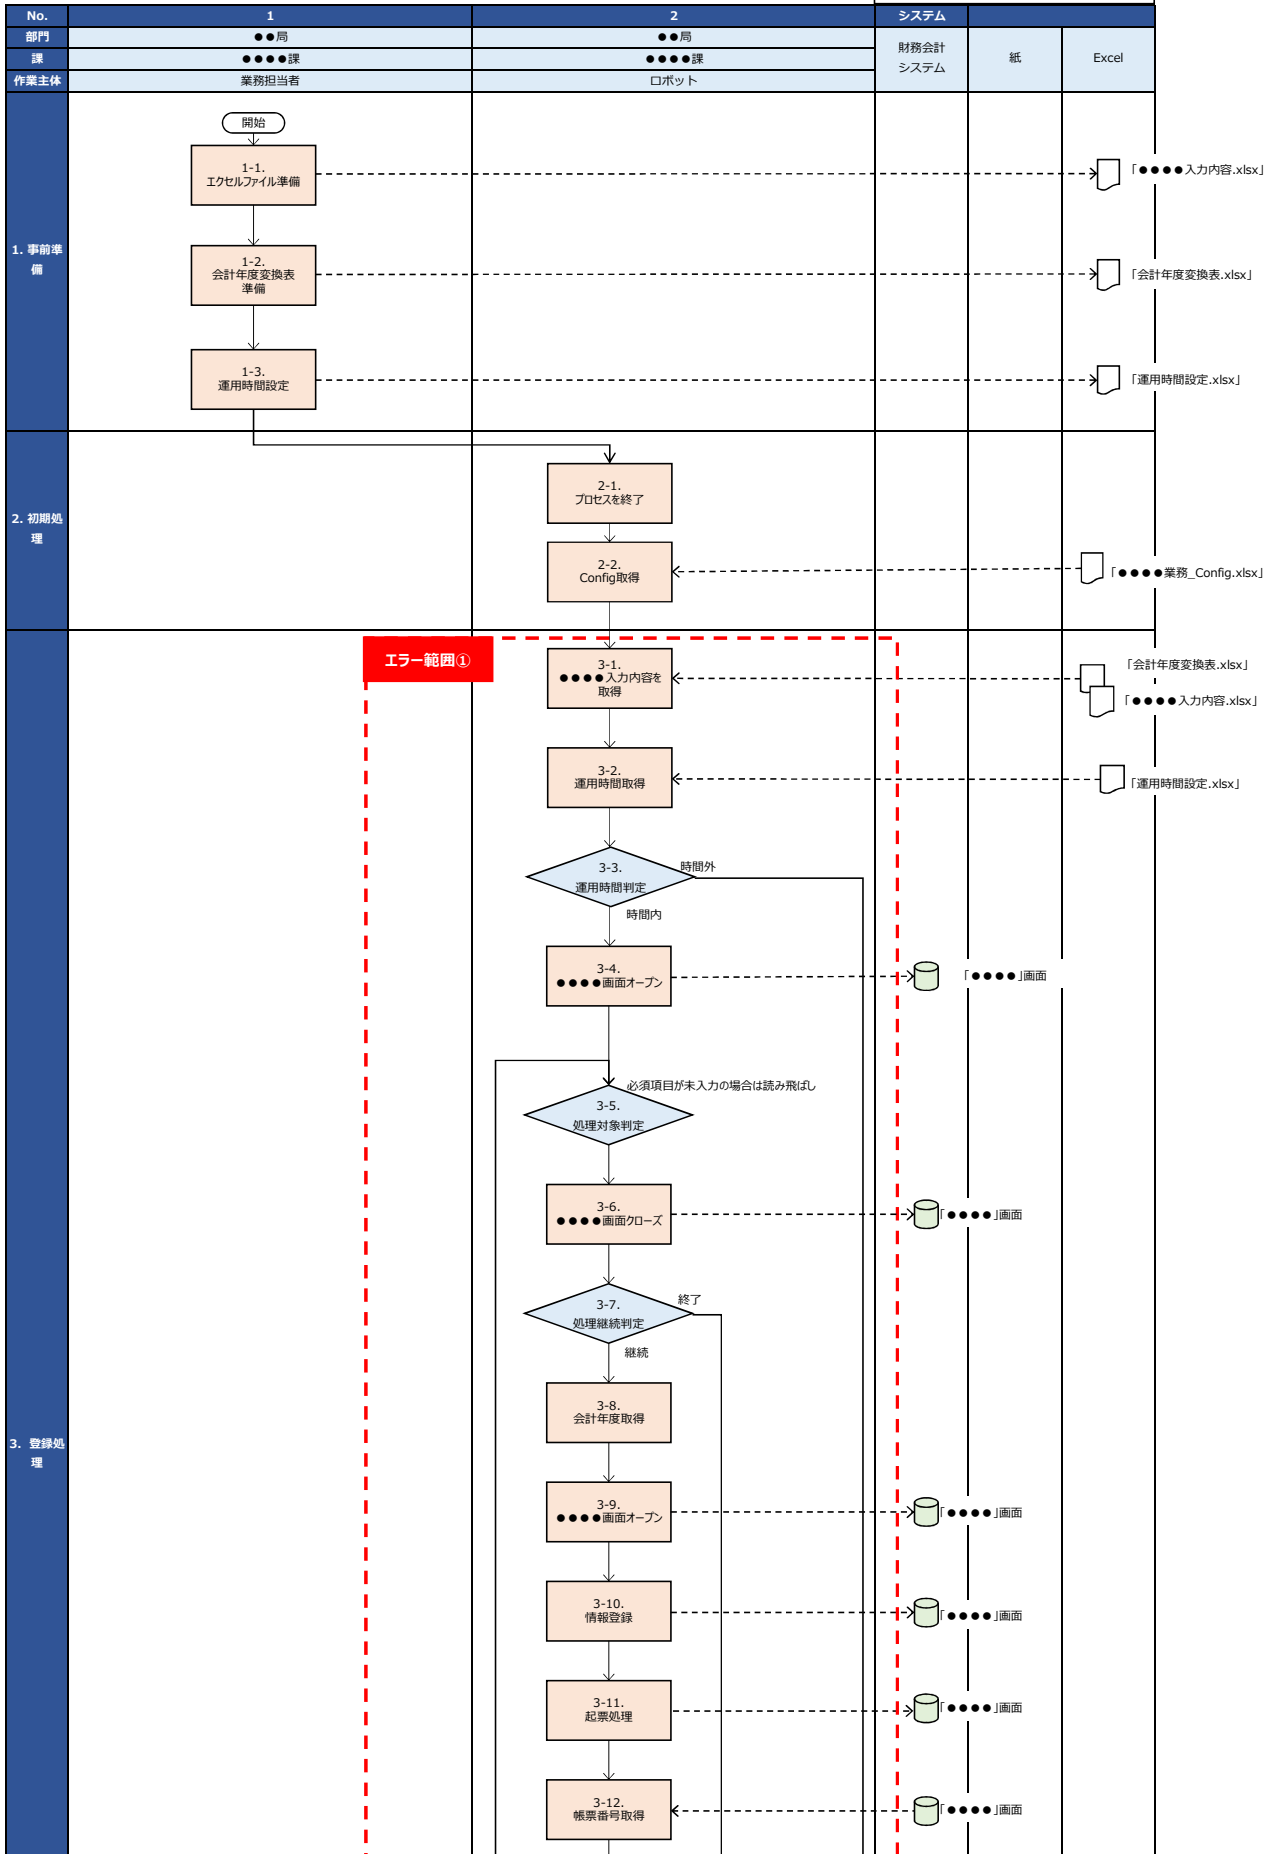 No.
1
2
システム
部門
●●局
●●局
財務会計
システム
紙
Excel
課
●●●●課
●●●●課
作業主体
業務担当者
ロボット
1. 事前準
備
開始
1-1.
エクセルファイル準備
「●●●●入力内容.xlsx」
1-2.
会計年度変換表
準備
「会計年度変換表.xlsx」
1-3.
運用時間設定
「運用時間設定.xlsx」
2. 初期処
理
2-1.
プロセスを終了
2-2.
Config取得
「●●●●業務_Config.xlsx」
3. 登録処
理
エラー範囲①
3-1.
●●●●入力内容を
取得
「会計年度変換表.xlsx」
「●●●●入力内容.xlsx」
3-2.
運用時間取得
「運用時間設定.xlsx」
3-3.
運用時間判定
時間外
時間内
3-4.
●●●●画面オープン
「●●●●」画面
必須項目が未入力の場合は読み飛ばし
3-5.
処理対象判定
3-6.
●●●●画面クローズ
「●●●●」画面
3-7.
処理継続判定
終了
継続
3-8.
会計年度取得
3-9.
●●●●画面オープン
「●●●●」画面
3-10.
情報登録
「●●●●」画面
3-11.
起票処理
「●●●●」画面
3-12.
帳票番号取得
「●●●●」画面